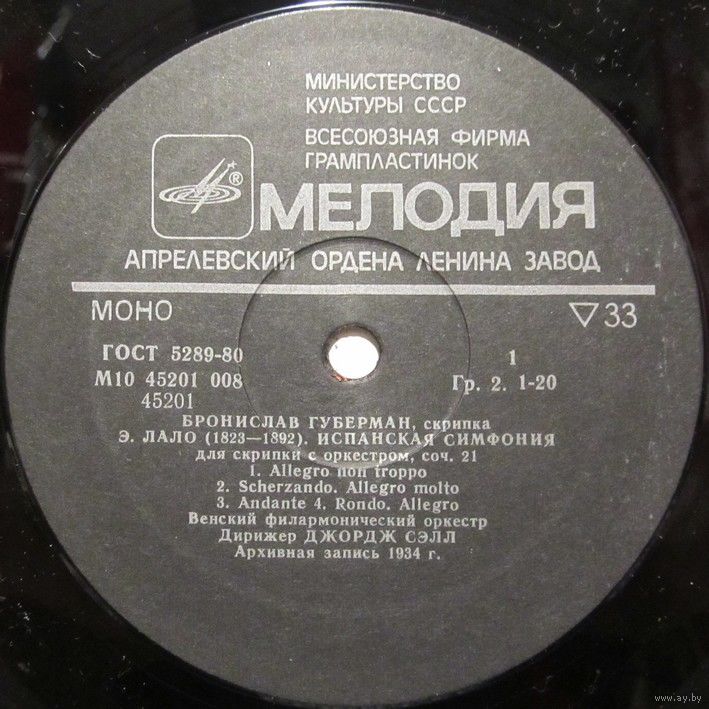 МИНИСТЕРСТВО
КУЛЬТУРЫ СССР
ВСЕСОЮЗНАЯ ФИРМА
ГРАМПЛАСТИНОК
®
МЕЛОДИЯ
АПРЕЛЕВСКИЙ ОРДЕНА ЛЕНИНА ЗАВОД
МОНО ▽33
ГОСТ 5289-80 1
М10 45201 008 Гр. 2. 1-20
45201
БРОНИСЛАВ ГУБЕРМАН, скрипка
Э. ЛАЛО (1823—1892). ИСПАНСКАЯ СИМФОНИЯ
для скрипки с оркестром, соч. 21
1. Allegro non troppo
2. Scherzando. Allegro molto
3. Andante 4. Rondo. Allegro
Венский филармонический оркестр
Дирижер ДЖОРДЖ СЭЛЛ
Архивная запись 1934 г.
www.ay.by